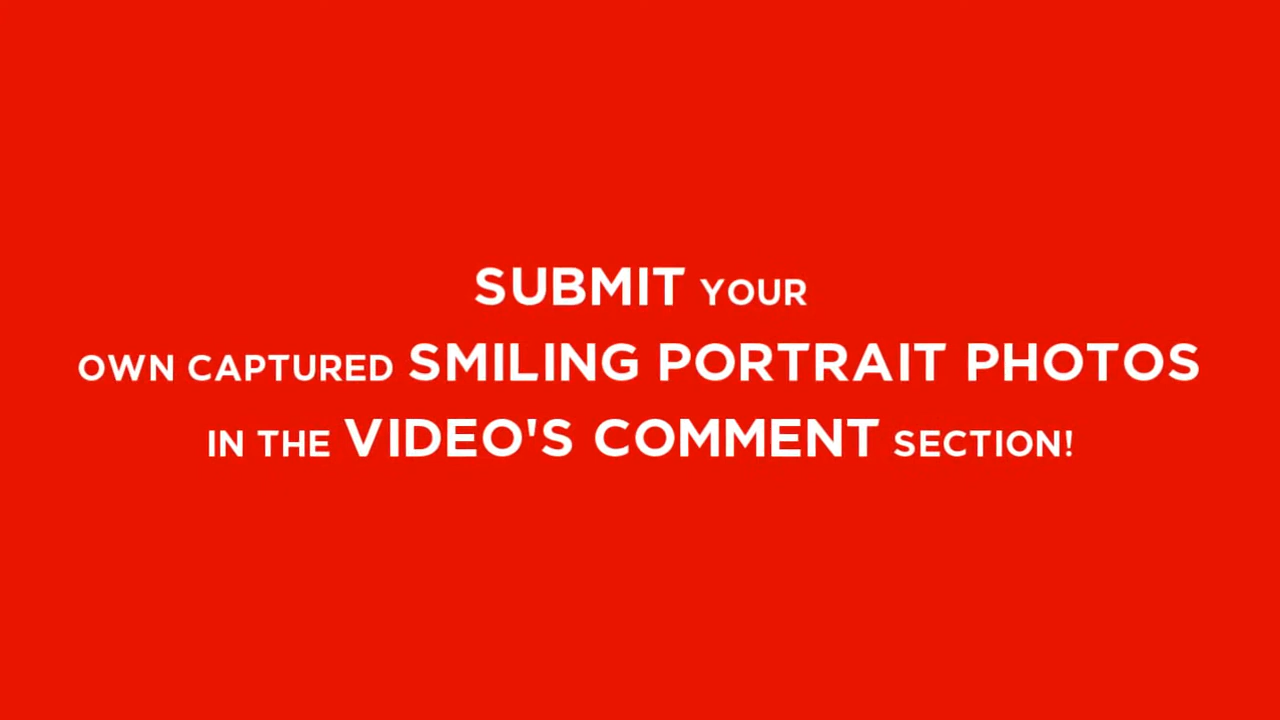 SUBMIT YOUR
OWN CAPTURED SMILING PORTRAIT PHOTOS
IN THE VIDEO'S COMMENT SECTION!